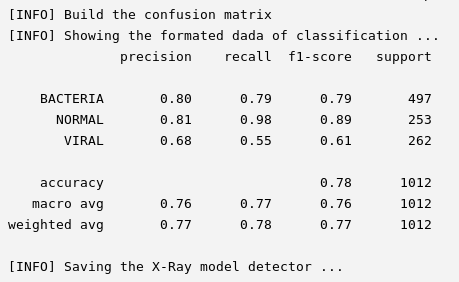 [INFO] Build the confusion matrix
[INFO] Showing the formated dada of classification ...
precision recall f1-score support
BACTERIA 0.80 0.79 0.79 497
NORMAL 0.81 0.98 0.89 253
VIRAL 0.68 0.55 0.61 262
accuracy 0.78 1012
macro avg 0.76 0.77 0.76 1012
weighted avg 0.77 0.78 0.77 1012
[INFO] Saving the X-Ray model detector ...